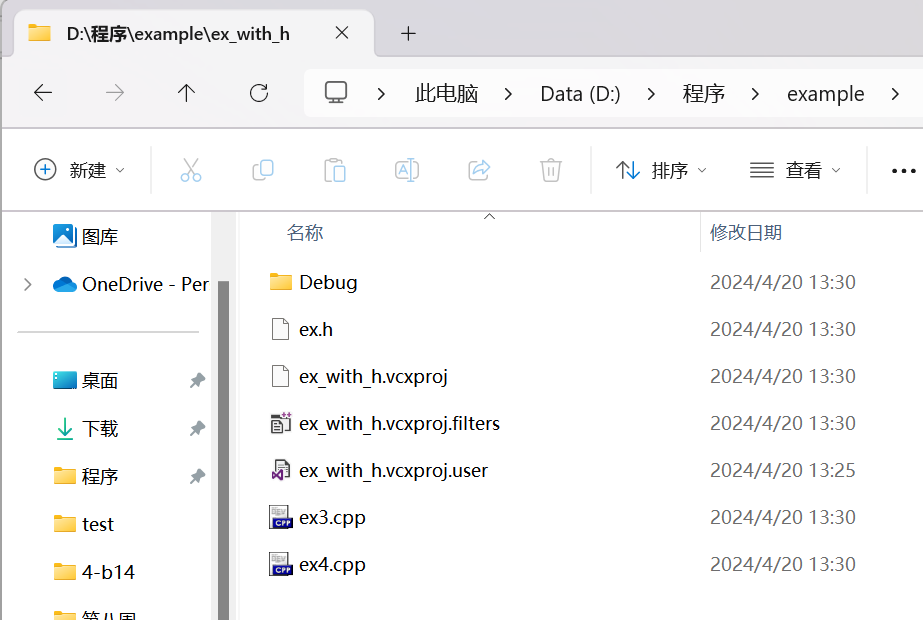 D:\程序\example\ex_with_h
此电脑 > Data (D:) > 程序 > example >
新建 排序 查看 ...
图库
OneDrive - Per
桌面
下载
程序
test
4-b14
名称 修改日期
Debug 2024/4/20 13:30
ex.h 2024/4/20 13:30
ex_with_h.vcxproj 2024/4/20 13:30
ex_with_h.vcxproj.filters 2024/4/20 13:30
ex_with_h.vcxproj.user 2024/4/20 13:25
ex3.cpp 2024/4/20 13:30
ex4.cpp 2024/4/20 13:30